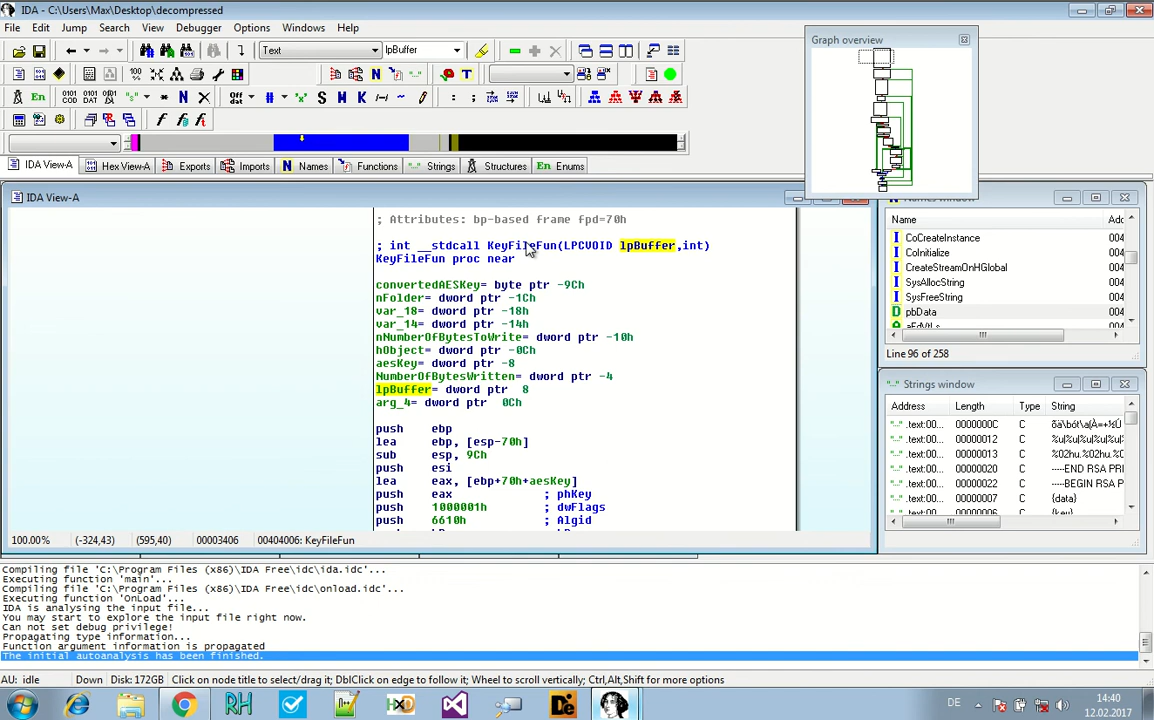 IDA - C:\Users\Max\Desktop\decompressed
File Edit Jump Search View Debugger Options Windows Help
Text lpBuffer
En
Off
IDA View-A Hex View-A Exports Imports N Names Functions Strings Structures En Enums
Graph overview
IDA View-A
; Attributes: bp-based frame fpd=70h
; int __stdcall KeyFileFun(LPCVOID lpBuffer,int)
KeyFileFun proc near
convertedAESKey= byte ptr -9Ch
nFolder= dword ptr -1Ch
var_18= dword ptr -18h
var_14= dword ptr -14h
nNumberOfBytesToWrite= dword ptr -10h
hObject= dword ptr -0Ch
aesKey= dword ptr -8
NumberOfBytesWritten= dword ptr -4
lpBuffer= dword ptr 8
arg_4= dword ptr 0Ch
push ebp
lea ebp, [esp-70h]
sub esp, 9Ch
push esi
lea eax, [ebp+70h+aesKey]
push eax ; phKey
push 1000001h ; dwFlags
push 6610h ; Algid
100.00% (-324,43) (595,40) 00003406 00404006: KeyFileFun
Names window
Name
CoCreateInstance
CoInitialize
CreateStreamOnHGlobal
SysAllocString
SysFreeString
pbData
Line 96 of 258
Strings window
Address Length Type String
.text:00... 0000000C C
.text:00... 00000012 C %u|%u|%u|%
.text:00... 00000013 C %02hu.%02hu.
.text:00... 00000020 C -----END RSA PRI
.text:00... 00000022 C -----BEGIN RSA P
.text:00... 00000007 C {data}
.text:00... 00000006 C {key}
Compiling file 'C:\Program Files (x86)\IDA Free\idc\ida.idc'...
Executing function 'main'...
Compiling file 'C:\Program Files (x86)\IDA Free\idc\onload.idc'...
Executing function 'OnLoad'...
IDA is analysing the input file...
You may start to explore the input file right now.
Can not set debug privilege!
Propagating type information...
Function argument information is propagated
The initial autoanalysis has been finished.
AU: idle Down Disk: 172GB Click on node title to select/drag it; DblClick on edge to follow it; Wheel to scroll vertically; Ctrl,Alt,Shift for more options
RH
HXD
De
DE
14:40
12.02.2017